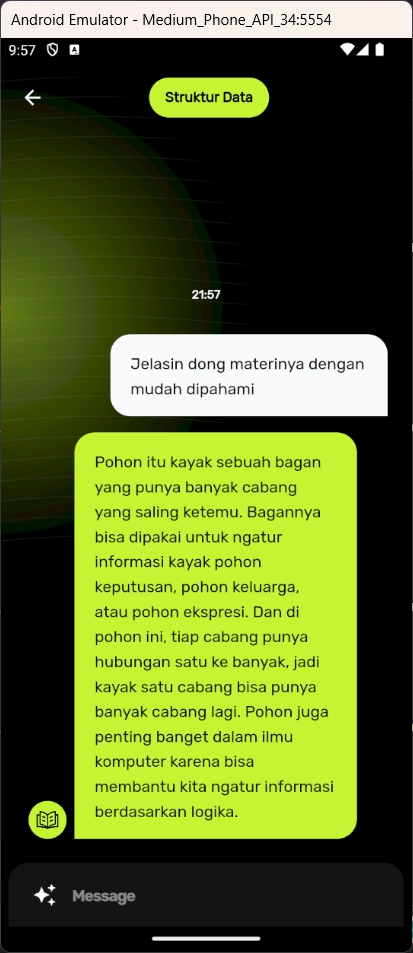 Android Emulator - Medium_Phone_API_34:5554
9:57
A
Struktur Data
21:57
Jelasin dong materinya dengan
mudah dipahami
Pohon itu kayak sebuah bagan
yang punya banyak cabang
yang saling ketemu. Bagannya
bisa dipakai untuk ngatur
informasi kayak pohon
keputusan, pohon keluarga,
atau pohon ekspresi. Dan di
pohon ini, tiap cabang punya
hubungan satu ke banyak, jadi
kayak satu cabang bisa punya
banyak cabang lagi. Pohon juga
penting banget dalam ilmu
komputer karena bisa
membantu kita ngatur informasi
berdasarkan logika.
Message